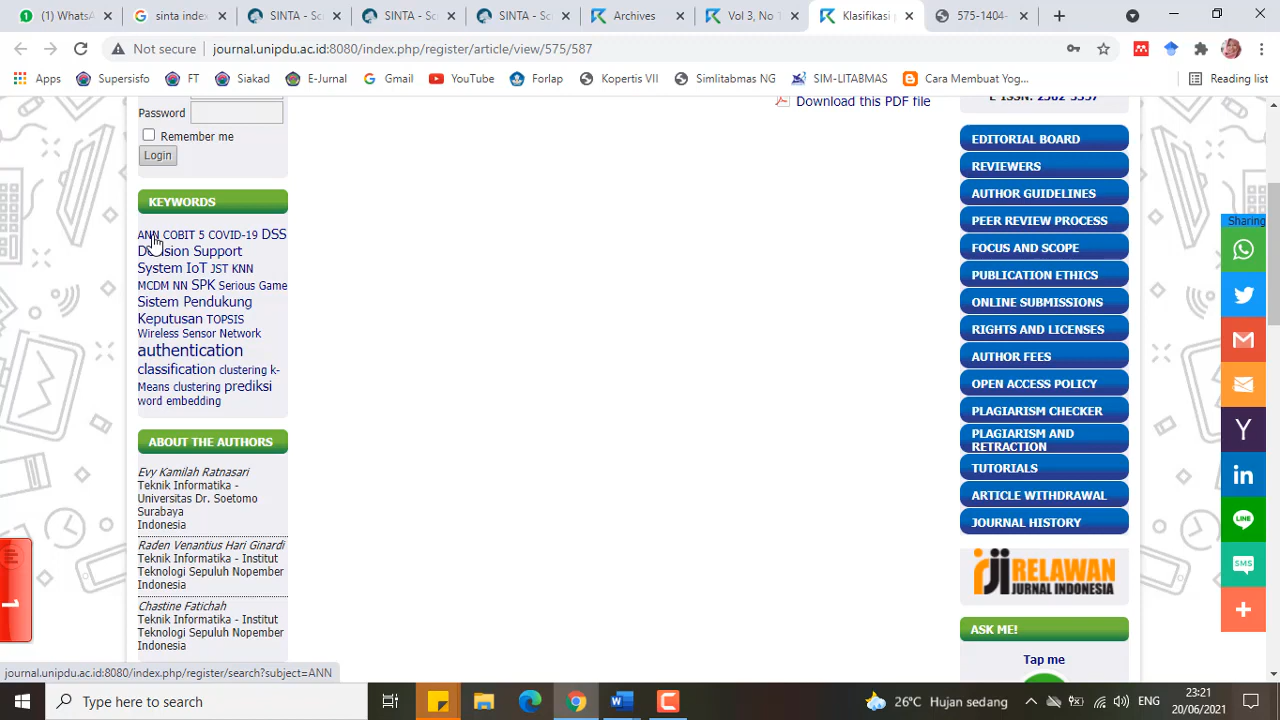 (1) WhatsA
sinta index
SINTA - Sc
SINTA - Sc
SINTA - Sc
Archives
Vol 3, No 1
Klasifikasi
575-1404-
Not secure
journal.unipdu.ac.id:8080/index.php/register/article/view/575/587
Apps
Supersisfo
FT
Siakad
E-Jurnal
Gmail
YouTube
Forlap
Kopertis VII
Simlitabmas NG
SIM-LITABMAS
Cara Membuat Yog...
Reading list
Password
Remember me
Login
KEYWORDS
ANN COBIT 5 COVID-19 DSS
Decision Support
System IoT JST KNN
MCDM NN SPK Serious Game
Sistem Pendukung
Keputusan TOPSIS
Wireless Sensor Network
authentication
classification clustering k-
Means clustering prediksi
word embedding
ABOUT THE AUTHORS
Evy Kamilah Ratnasari
Teknik Informatika -
Universitas Dr. Soetomo
Surabaya
Indonesia
Raden Venantius Hari Ginardi
Teknik Informatika - Institut
Teknologi Sepuluh Nopember
Indonesia
Chastine Fatichah
Teknik Informatika - Institut
Teknologi Sepuluh Nopember
Indonesia
Download this PDF file
EDITORIAL BOARD
REVIEWERS
AUTHOR GUIDELINES
PEER REVIEW PROCESS
FOCUS AND SCOPE
PUBLICATION ETHICS
ONLINE SUBMISSIONS
RIGHTS AND LICENSES
AUTHOR FEES
OPEN ACCESS POLICY
PLAGIARISM CHECKER
PLAGIARISM AND
RETRACTION
TUTORIALS
ARTICLE WITHDRAWAL
JOURNAL HISTORY
rji RELAWAN
JURNAL INDONESIA
ASK ME!
Tap me
Sharing
LINE
SMS
1
journal.unipdu.ac.id:8080/index.php/register/search?subject=ANN
Type here to search
26°C Hujan sedang
ENG
23:21
20/06/2021